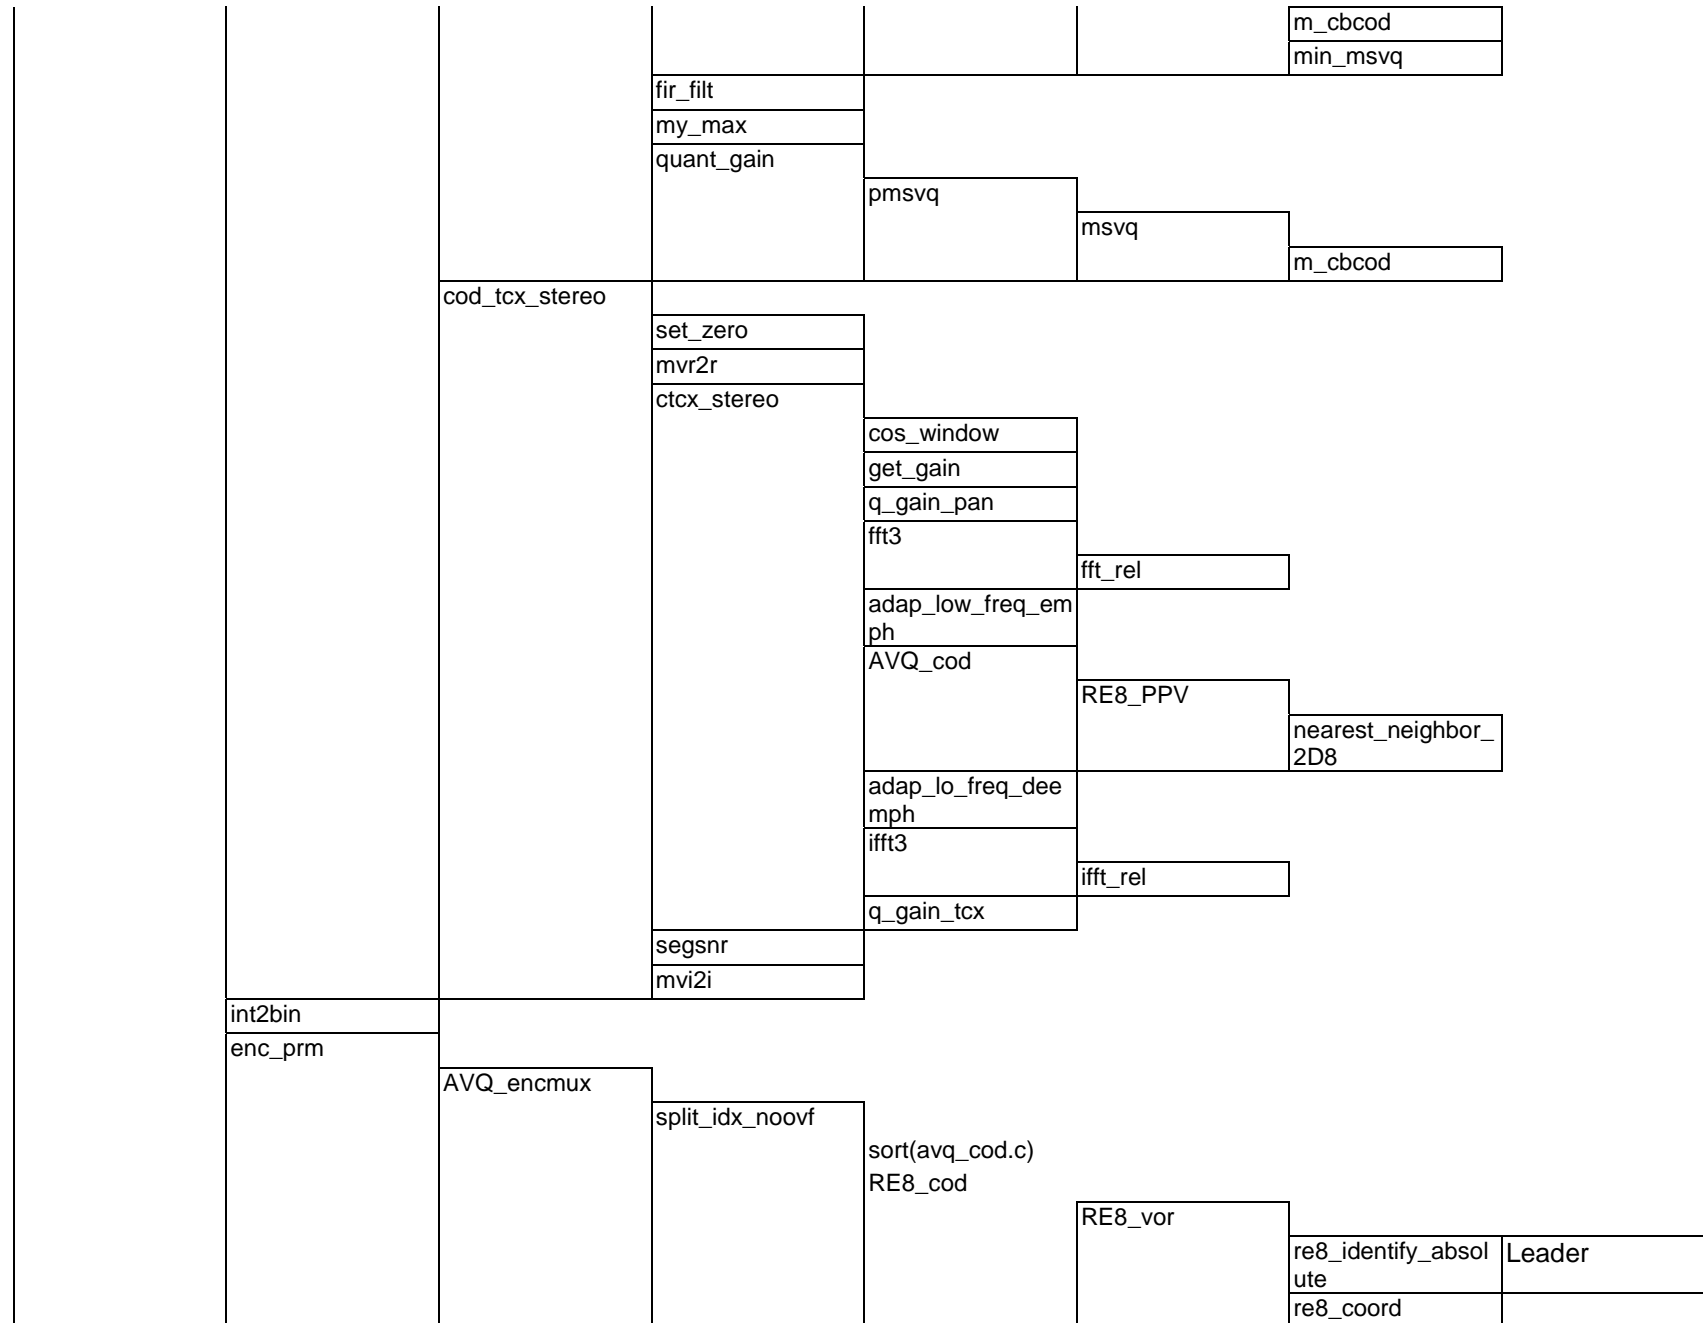 m_cbcod
min_msvq
fir_filt
my_max
quant_gain
pmsvq
msvq
m_cbcod
cod_tcx_stereo
set_zero
mvr2r
ctcx_stereo
cos_window
get_gain
q_gain_pan
fft3
fft_rel
adap_low_freq_em
ph
AVQ_cod
RE8_PPV
nearest_neighbor_
2D8
adap_lo_freq_dee
mph
ifft3
ifft_rel
q_gain_tcx
segsnr
mvi2i
int2bin
enc_prm
AVQ_encmux
split_idx_noovf
sort(avq_cod.c)
RE8_cod
RE8_vor
re8_identify_absol
ute
Leader
re8_coord